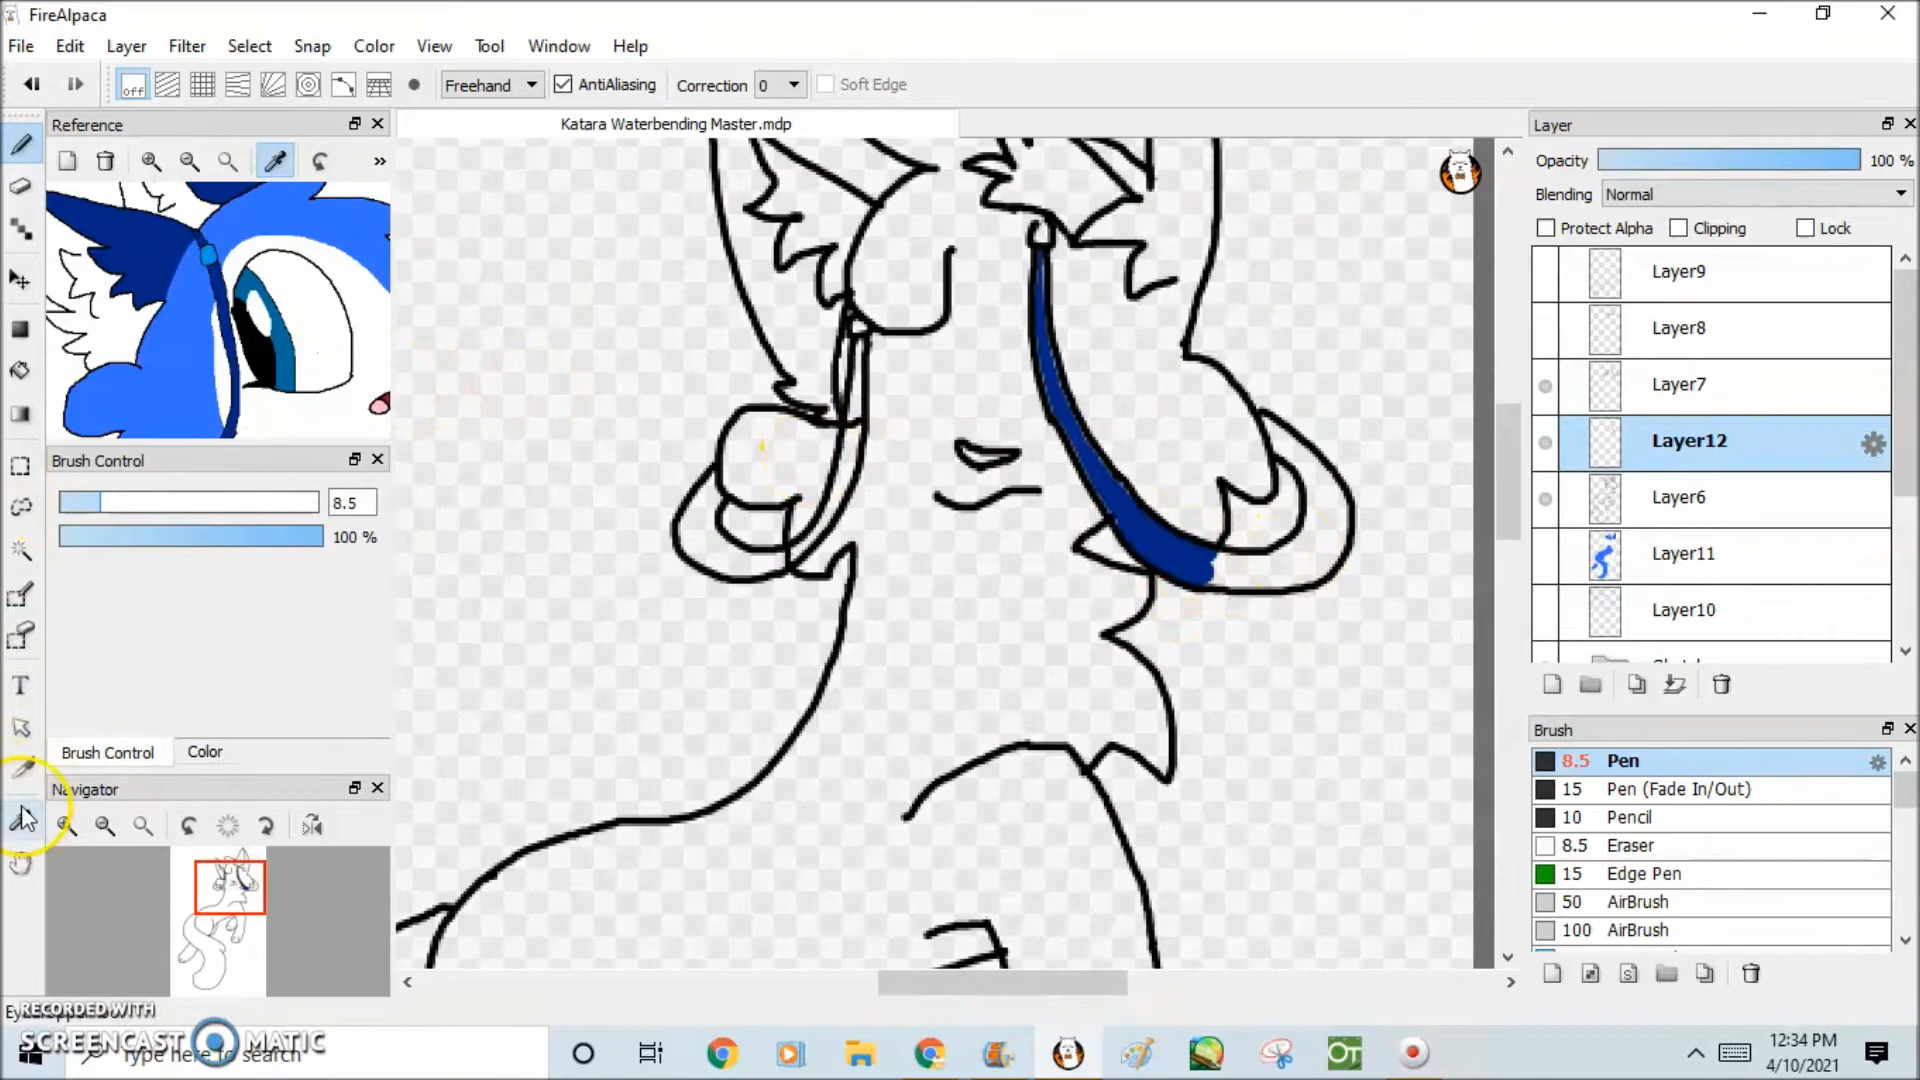 FireAlpaca
File Edit Layer Filter Select Snap Color View Tool Window Help
off Freehand AntiAliasing Correction 0 Soft Edge
Reference
Katara Waterbending Master.mdp
Layer
Opacity 100 %
Blending Normal
Protect Alpha Clipping Lock
Layer9
Layer8
Layer7
Layer12
Layer6
Layer11
Layer10
Brush Control
8.5
100 %
Brush Control Color
Navigator
Brush
8.5 Pen
15 Pen (Fade In/Out)
10 Pencil
8.5 Eraser
15 Edge Pen
50 AirBrush
100 AirBrush
RECORDED WITH
SCREENCAST MATIC
Type here to search
OT
12:34 PM
4/10/2021